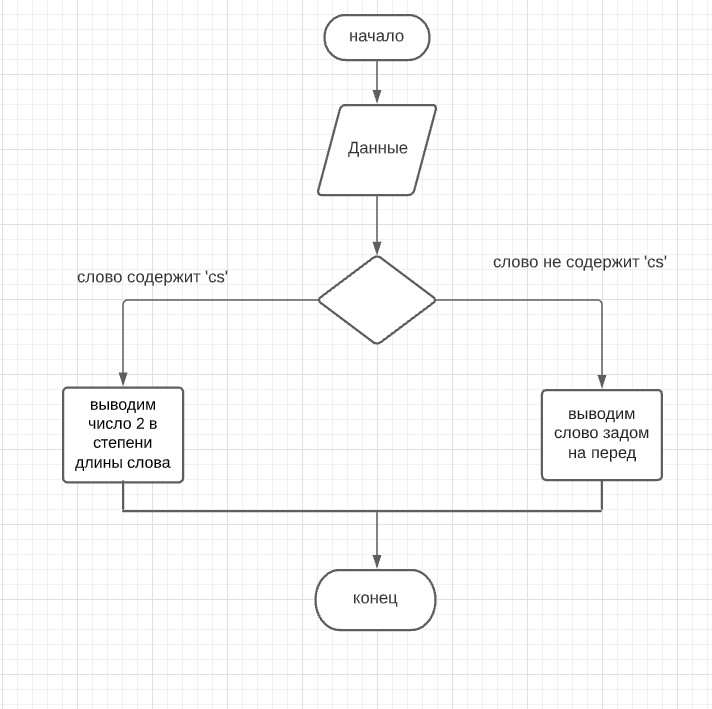 начало
Данные
слово содержит 'cs'
слово не содержит 'cs'
выводим
число 2 в
степени
длины слова
выводим
слово задом
на перед
конец